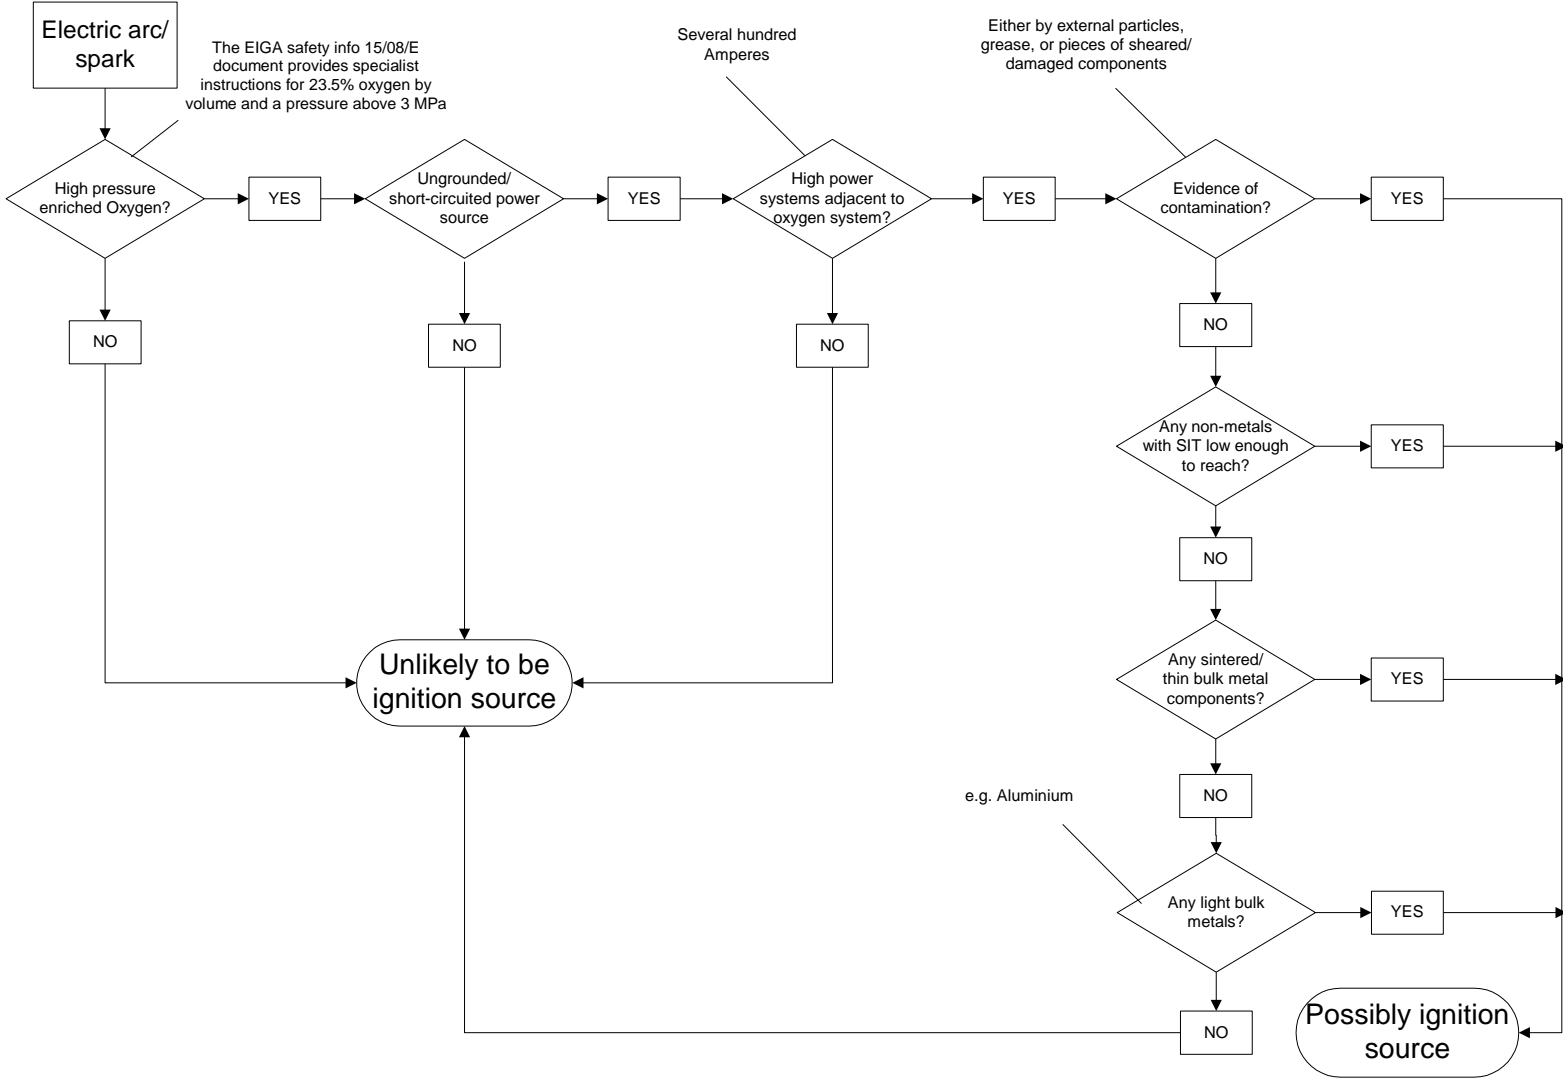 Electric arc/
spark
The EIGA safety info 15/08/E
document provides specialist
instructions for 23.5% oxygen by
volume and a pressure above 3 MPa
Several hundred
Amperes
Either by external particles,
grease, or pieces of sheared/
damaged components
High pressure
enriched Oxygen?
YES
Ungrounded/
short-circuited power
source
YES
High power
systems adjacent to
oxygen system?
YES
Evidence of
contamination?
YES
NO
NO
NO
NO
Any non-metals
with SIT low enough
to reach?
YES
NO
Unlikely to be
ignition source
Any sintered/
thin bulk metal
components?
YES
NO
e.g. Aluminium
Any light bulk
metals?
YES
NO
Possibly ignition
source